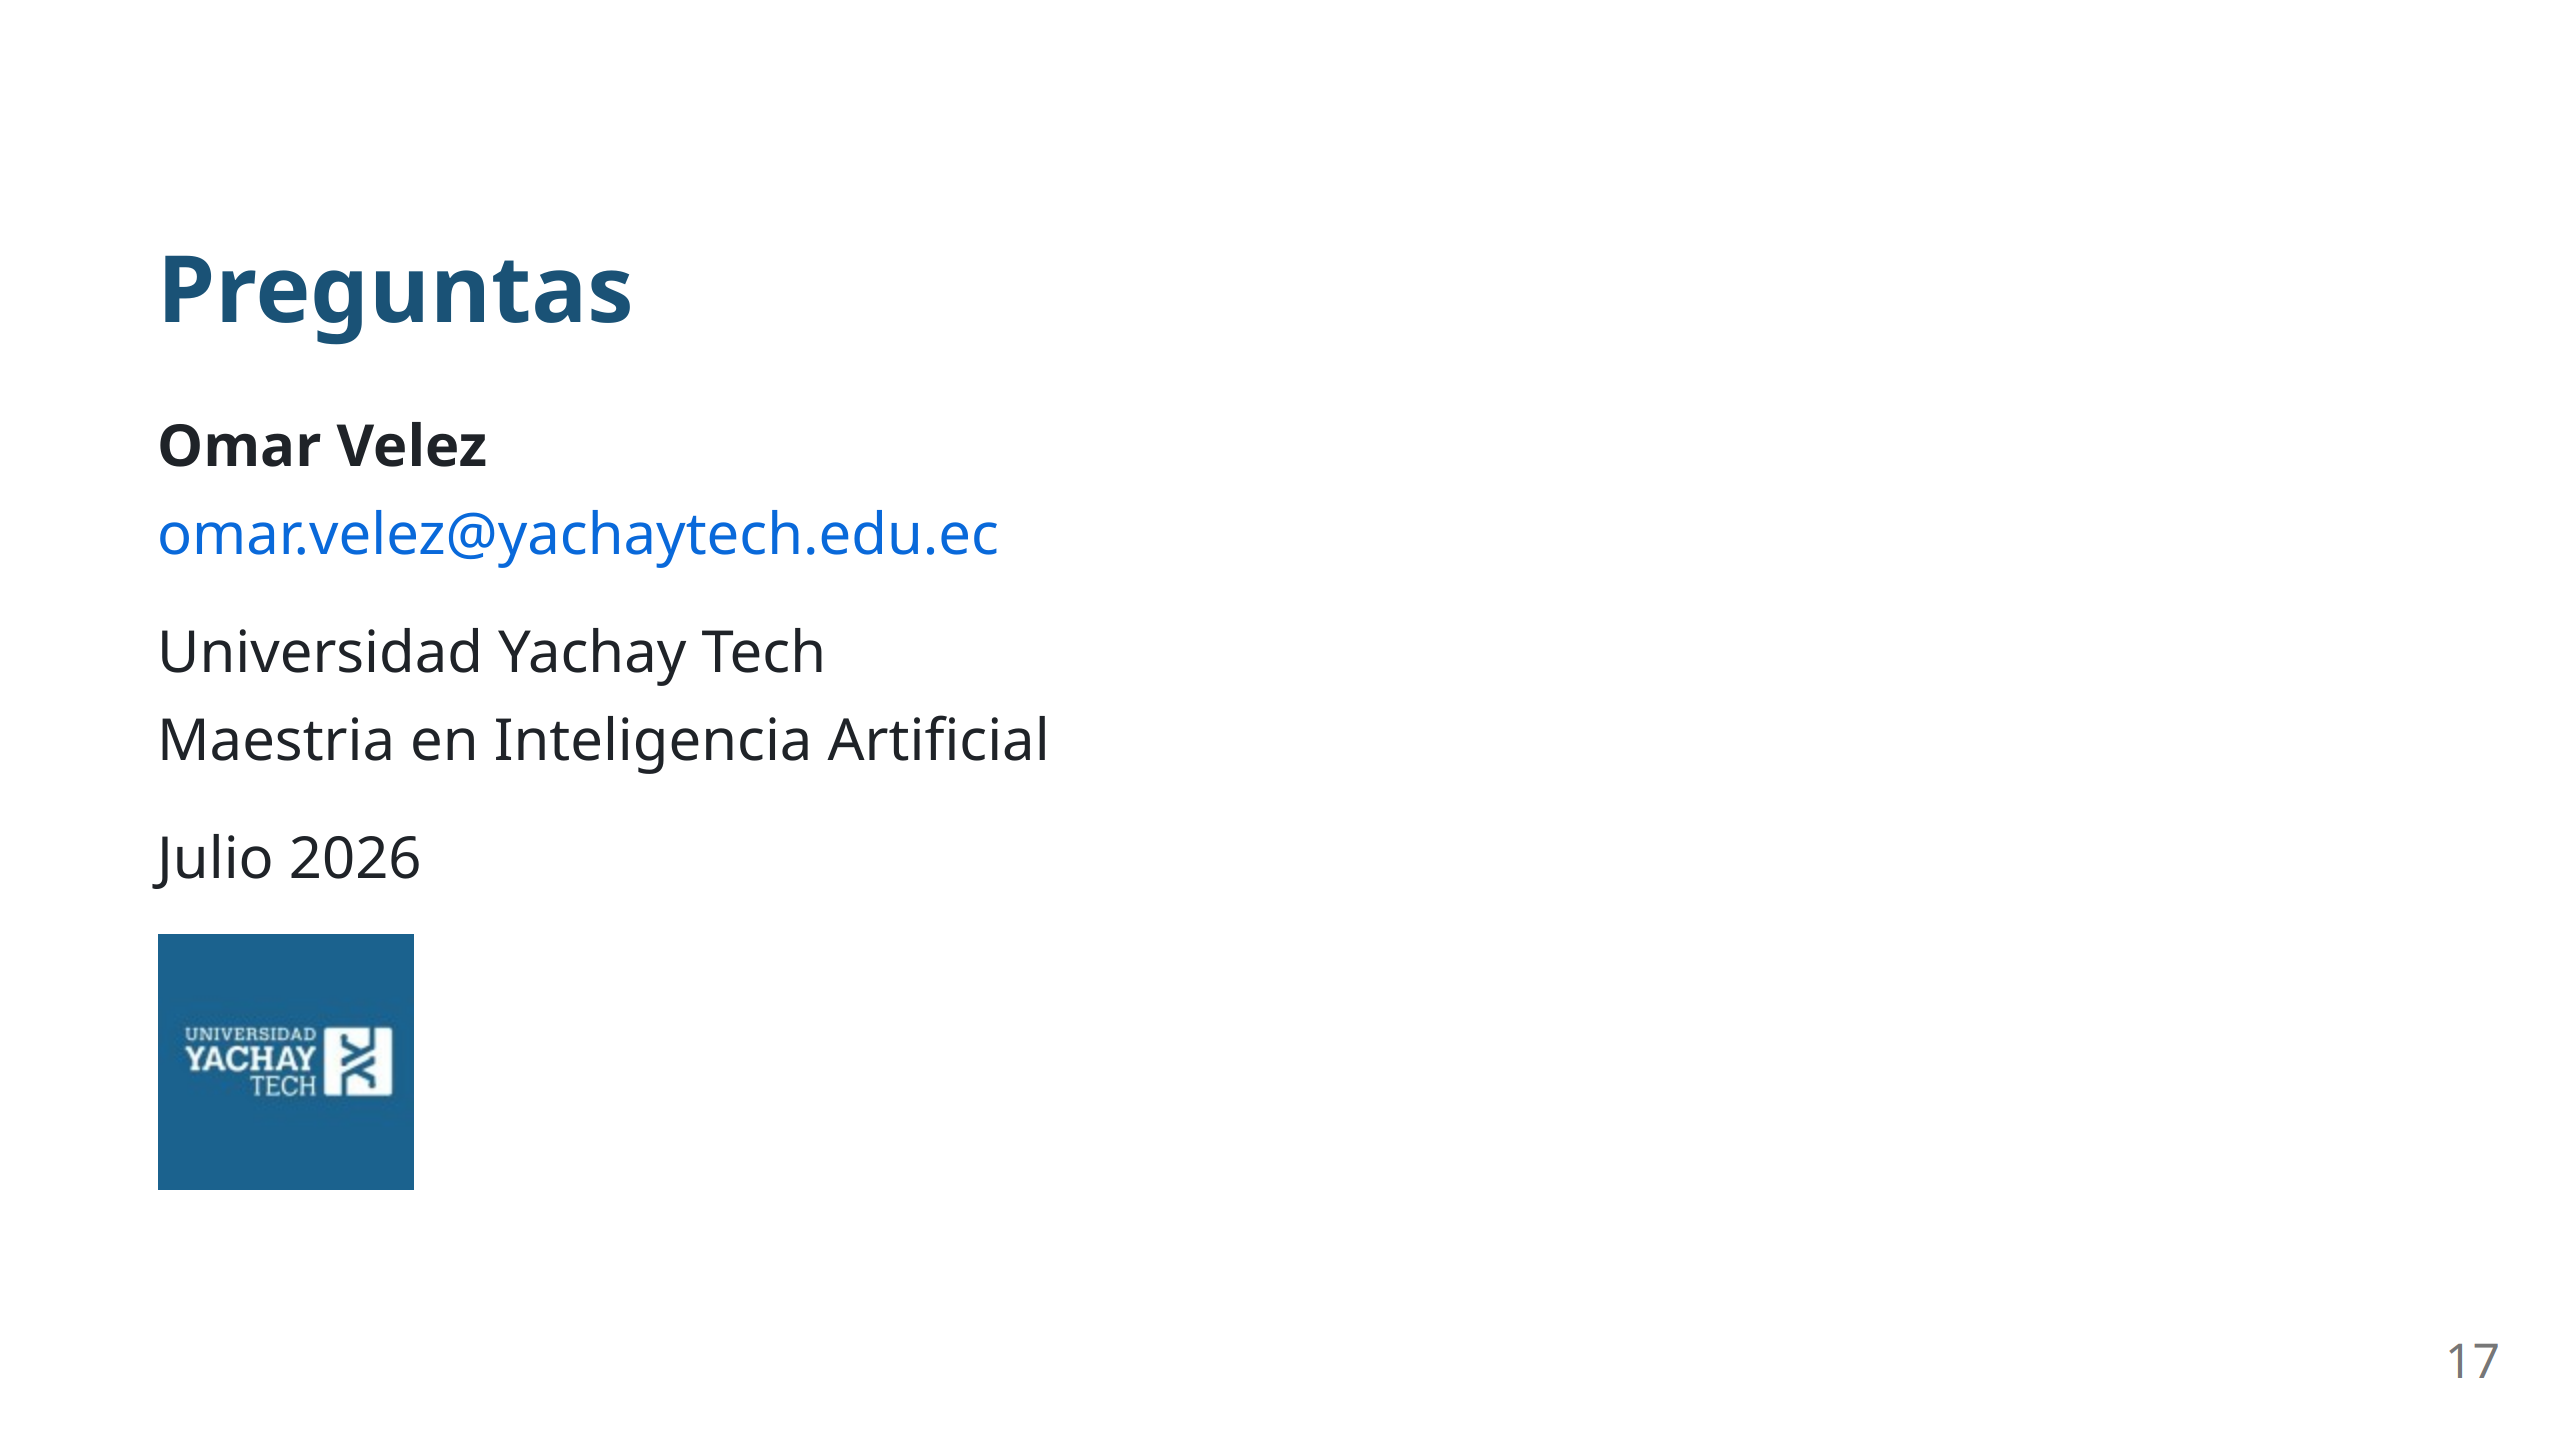 Preguntas
Omar Velez
omar.velez@yachaytech.edu.ec
Universidad Yachay Tech
Maestria en Inteligencia Artificial
Julio 2026
UNIVERSIDAD
YACHAY
TECH
17